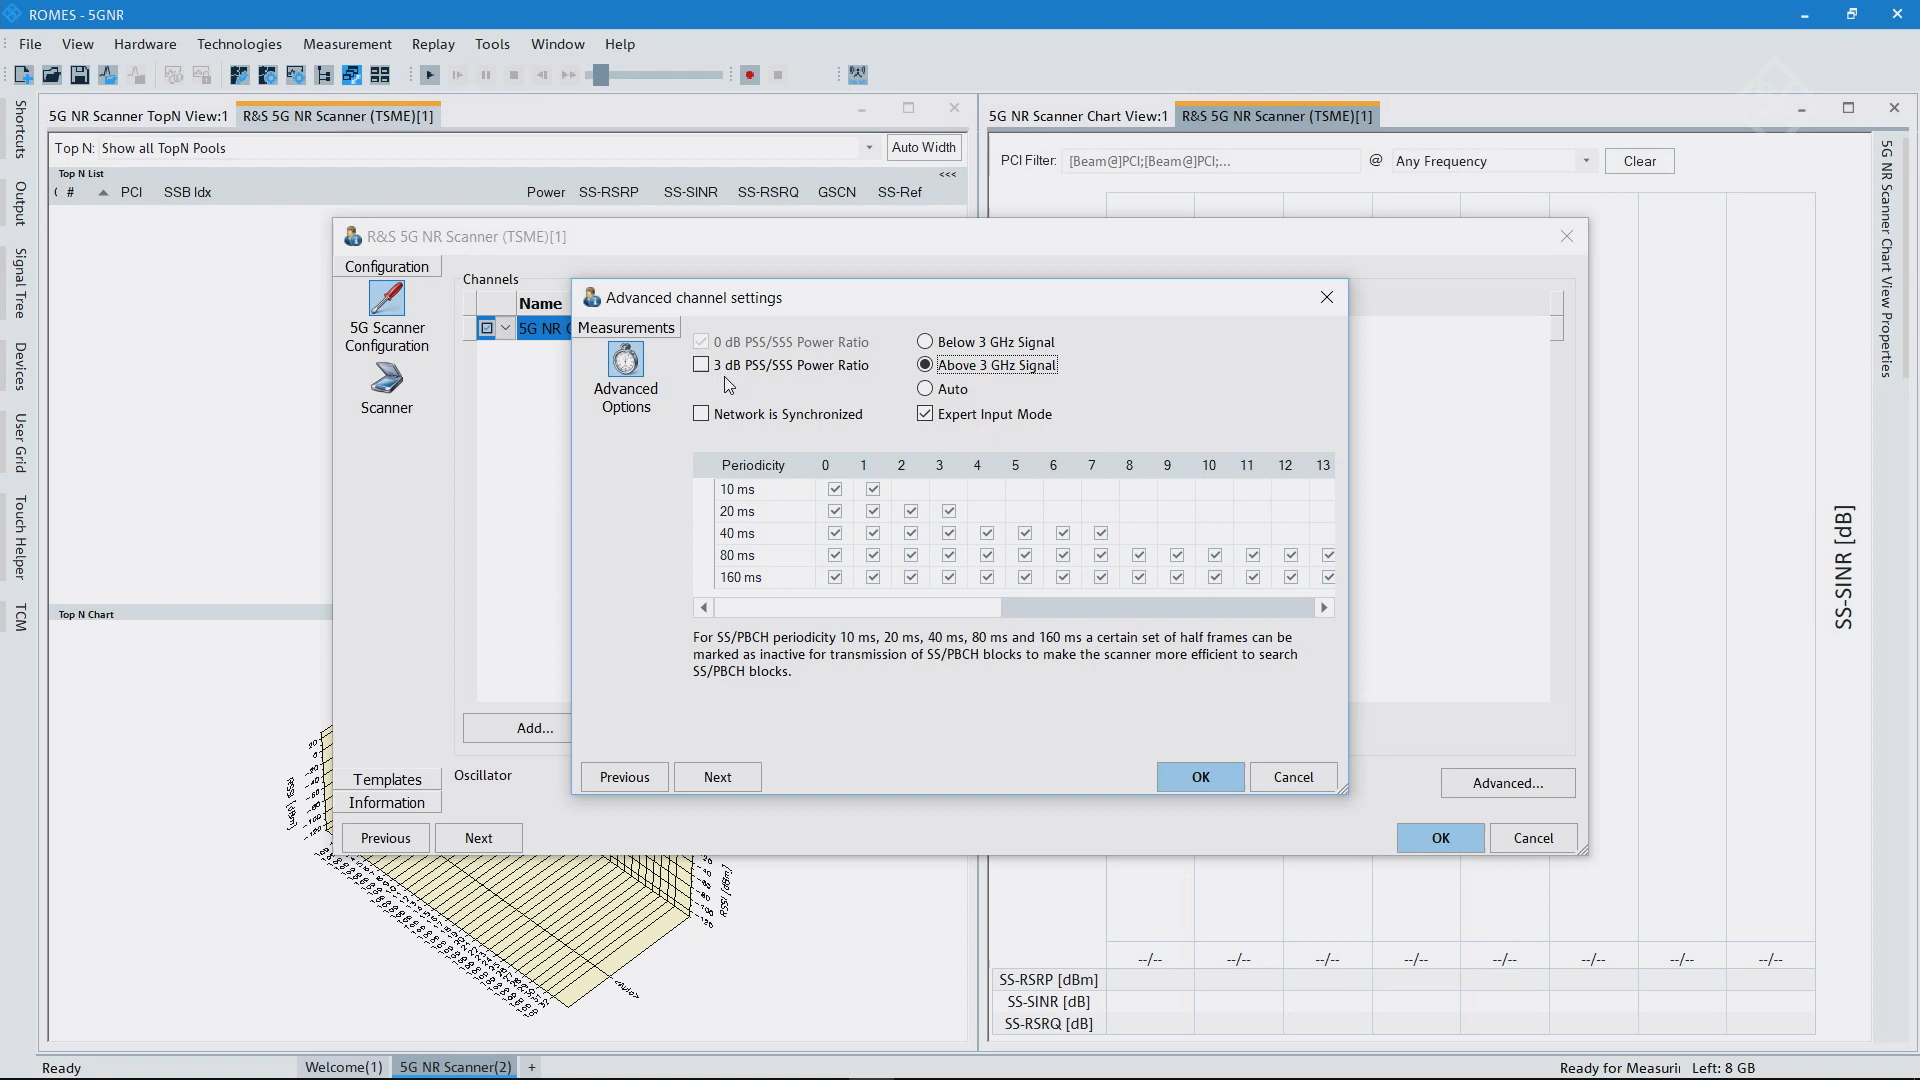 ROMES - 5GNR
File View Hardware Technologies Measurement Replay Tools Window Help
5G NR Scanner TopN View:1 R&S 5G NR Scanner (TSME)[1]
5G NR Scanner Chart View:1 R&S 5G NR Scanner (TSME)[1]
Top N: Show all TopN Pools Auto Width
PCI Filter: [Beam@]PCI;[Beam@]PCI;... @ Any Frequency Clear
Top N List <<<
# PCI SSB Idx Power SS-RSRP SS-SINR SS-RSRQ GSCN SS-Ref
Shortcuts
Output
Signal Tree
Devices
User Grid
Touch Helper
TCM
5G NR Scanner Chart View Properties
R&S 5G NR Scanner (TSME)[1]
Configuration
5G Scanner
Configuration
Scanner
Channels
Name
5G NR
Add...
Templates
Information
Oscillator
Advanced...
Previous Next OK Cancel
Advanced channel settings
Measurements
Advanced
Options
0 dB PSS/SSS Power Ratio Below 3 GHz Signal
3 dB PSS/SSS Power Ratio Above 3 GHz Signal
Auto
Network is Synchronized Expert Input Mode
Periodicity 0 1 2 3 4 5 6 7 8 9 10 11 12 13
10 ms
20 ms
40 ms
80 ms
160 ms
For SS/PBCH periodicity 10 ms, 20 ms, 40 ms, 80 ms and 160 ms a certain set of half frames can be
marked as inactive for transmission of SS/PBCH blocks to make the scanner more efficient to search
SS/PBCH blocks.
Previous Next OK Cancel
Top N Chart
RSSI [dBm]
<Auto>
SS-SINR [dB]
--/-- --/-- --/-- --/-- --/-- --/-- --/-- --/--
SS-RSRP [dBm]
SS-SINR [dB]
SS-RSRQ [dB]
Ready Welcome(1) 5G NR Scanner(2) + Ready for Measuri Left: 8 GB